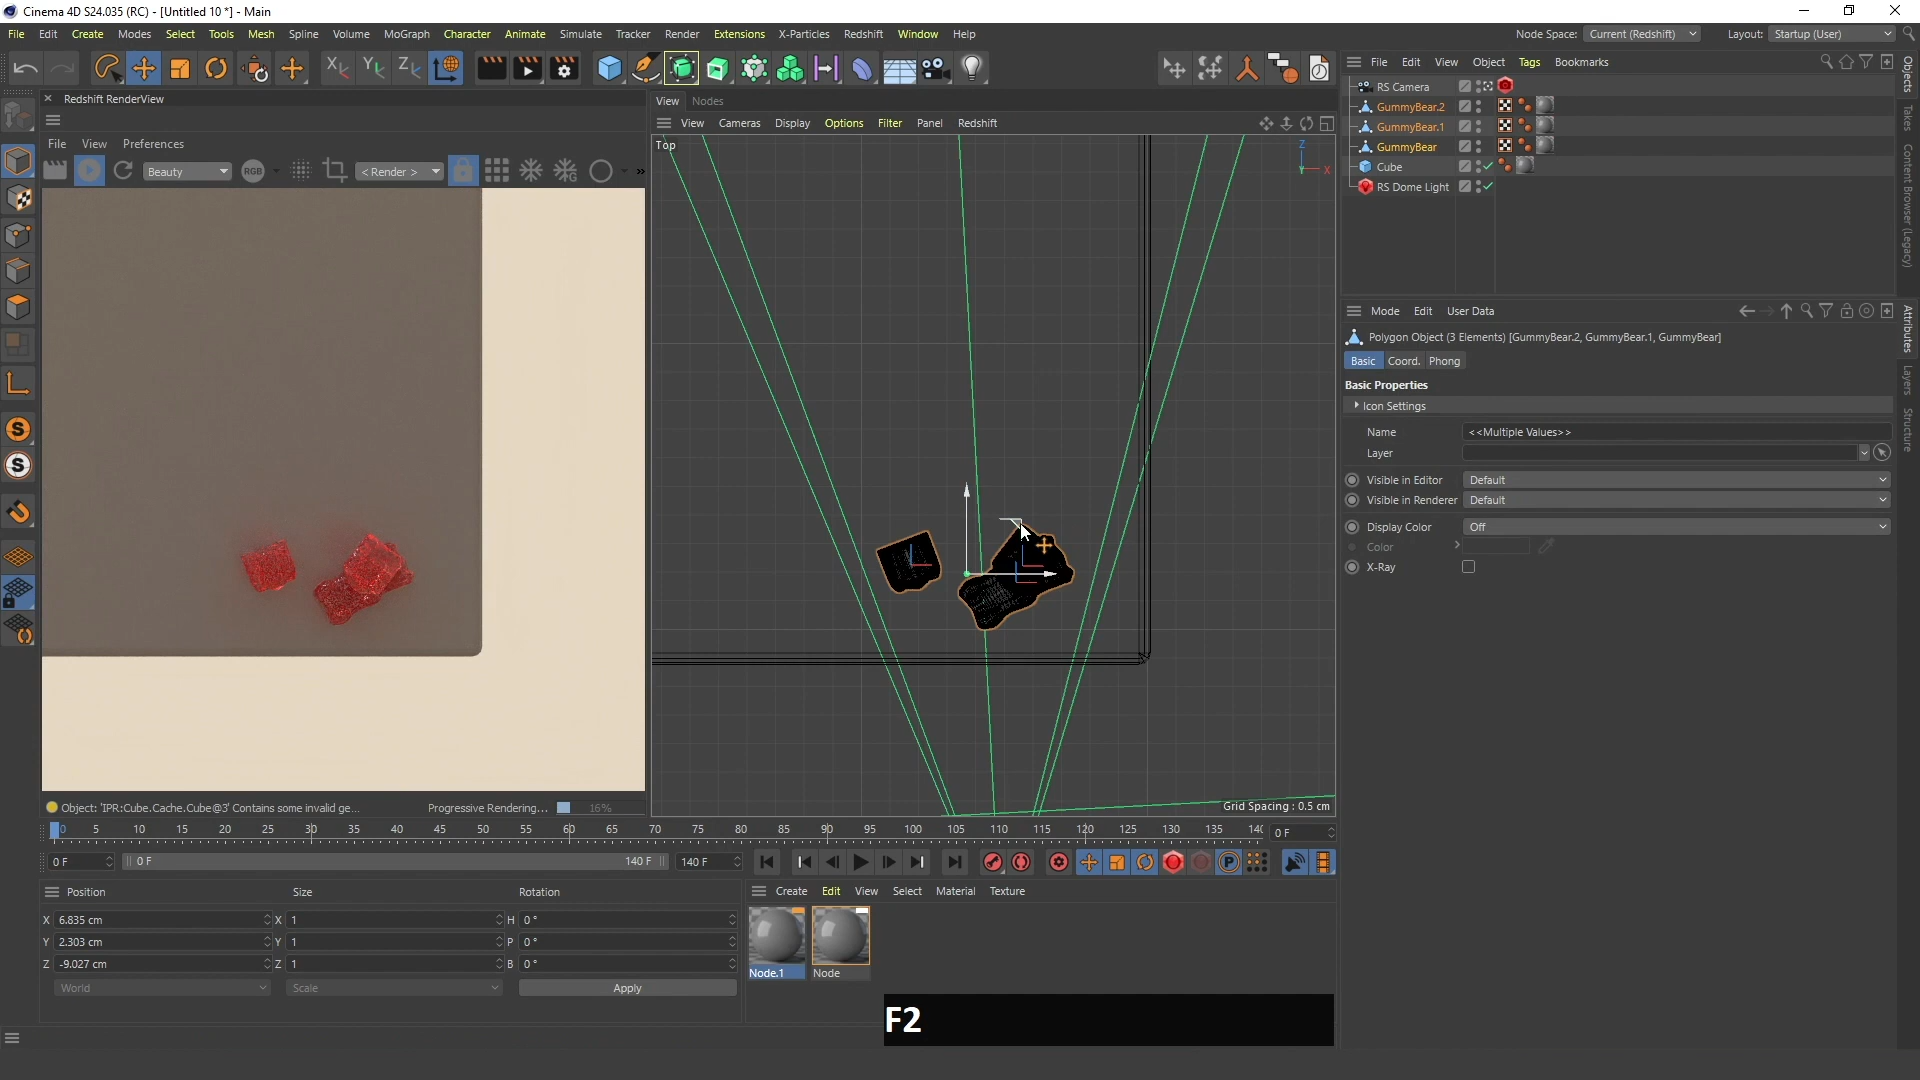 Cinema 4D S24.035 (RC) - [Untitled 10 *] - Main
File Edit Create Modes Select Tools Mesh Spline Volume MoGraph Character Animate Simulate Tracker Render Extensions X-Particles Redshift Window Help
Node Space: Current (Redshift) Layout: Startup (User)
Redshift RenderView
File View Preferences
Beauty RGB < Render >
View Nodes
View Cameras Display Options Filter Panel Redshift
Top
Z
X
Grid Spacing : 0.5 cm
File Edit View Object Tags Bookmarks
RS Camera
GummyBear.2
GummyBear.1
GummyBear
Cube
RS Dome Light
Objects
Takes
Content Browser (Legacy)
Mode Edit User Data
Polygon Object (3 Elements) [GummyBear.2, GummyBear.1, GummyBear]
Basic Coord. Phong
Basic Properties
Icon Settings
Name <<Multiple Values>>
Layer
Visible in Editor Default
Visible in Renderer Default
Display Color Off
Color
X-Ray
Attributes
Layers
Structure
Object: 'IPR:Cube.Cache.Cube@3' Contains some invalid ge... Progressive Rendering... 16%
0 5 10 15 20 25 30 35 40 45 50 55 60 65 70 75 80 85 90 95 100 105 110 115 120 125 130 135 140 0 F
0 F 0 F 140 F 140 F
Position Size Rotation
X 6.835 cm X 1 H 0 °
Y 2.303 cm Y 1 P 0 °
Z -9.027 cm Z 1 B 0 °
World Scale Apply
Create Edit View Select Material Texture
Node.1 Node
F2